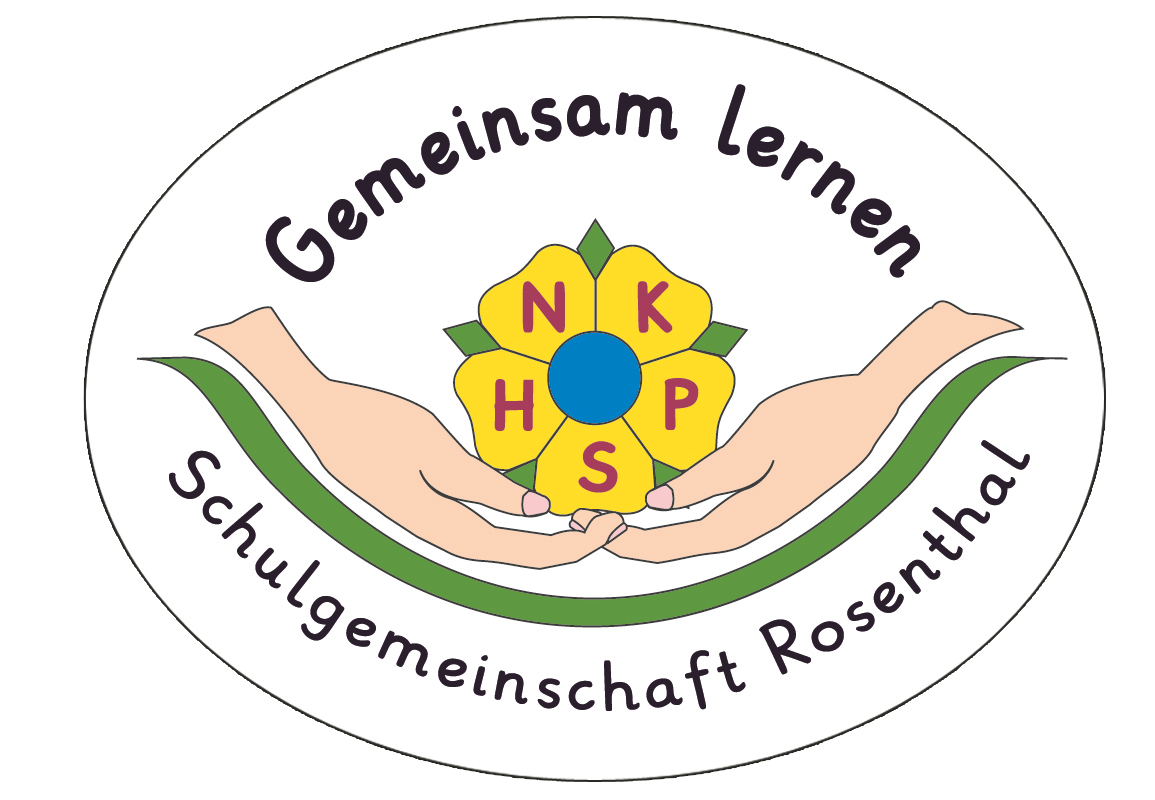 Gemeinsam lernen
N K
H P
S
Schulgemeinschaft Rosenthal